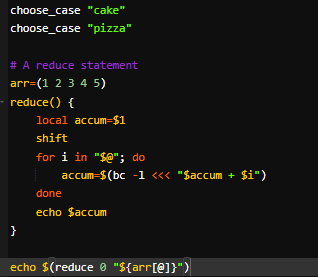 choose_case "cake"
choose_case "pizza"
# A reduce statement
arr=(1 2 3 4 5)
reduce() {
    local accum=$1
    shift
    for i in "$@"; do
        accum=$(bc -l <<< "$accum + $i")
    done
    echo $accum
}
echo $(reduce 0 "${arr[@]}")